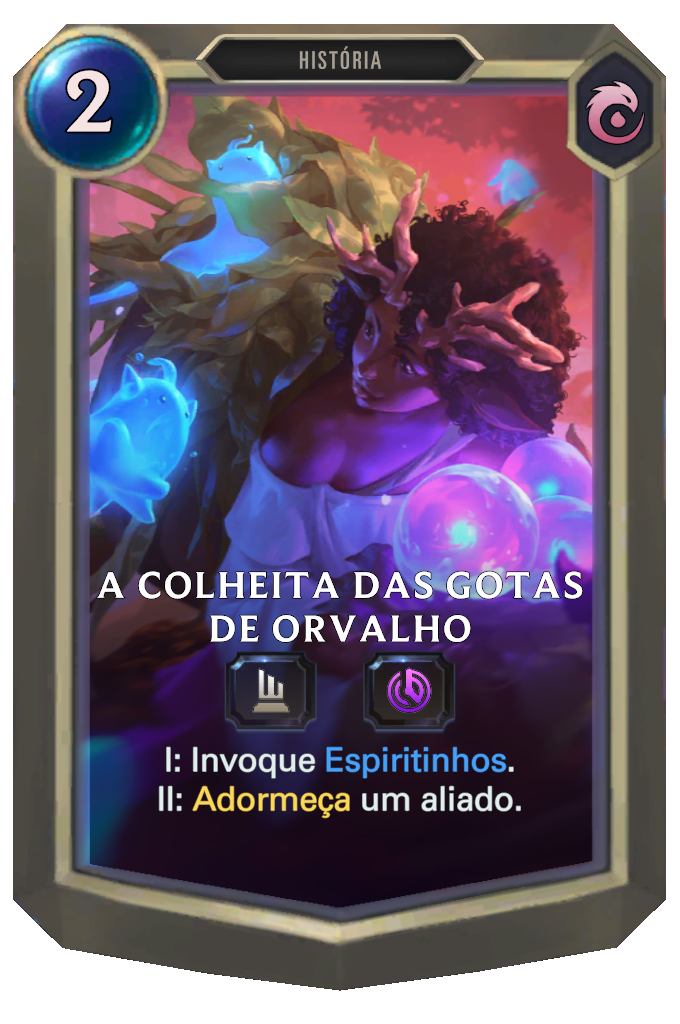 HISTÓRIA
2
A COLHEITA DAS GOTAS
DE ORVALHO
I: Invoque Espiritinhos.
II: Adormeça um aliado.